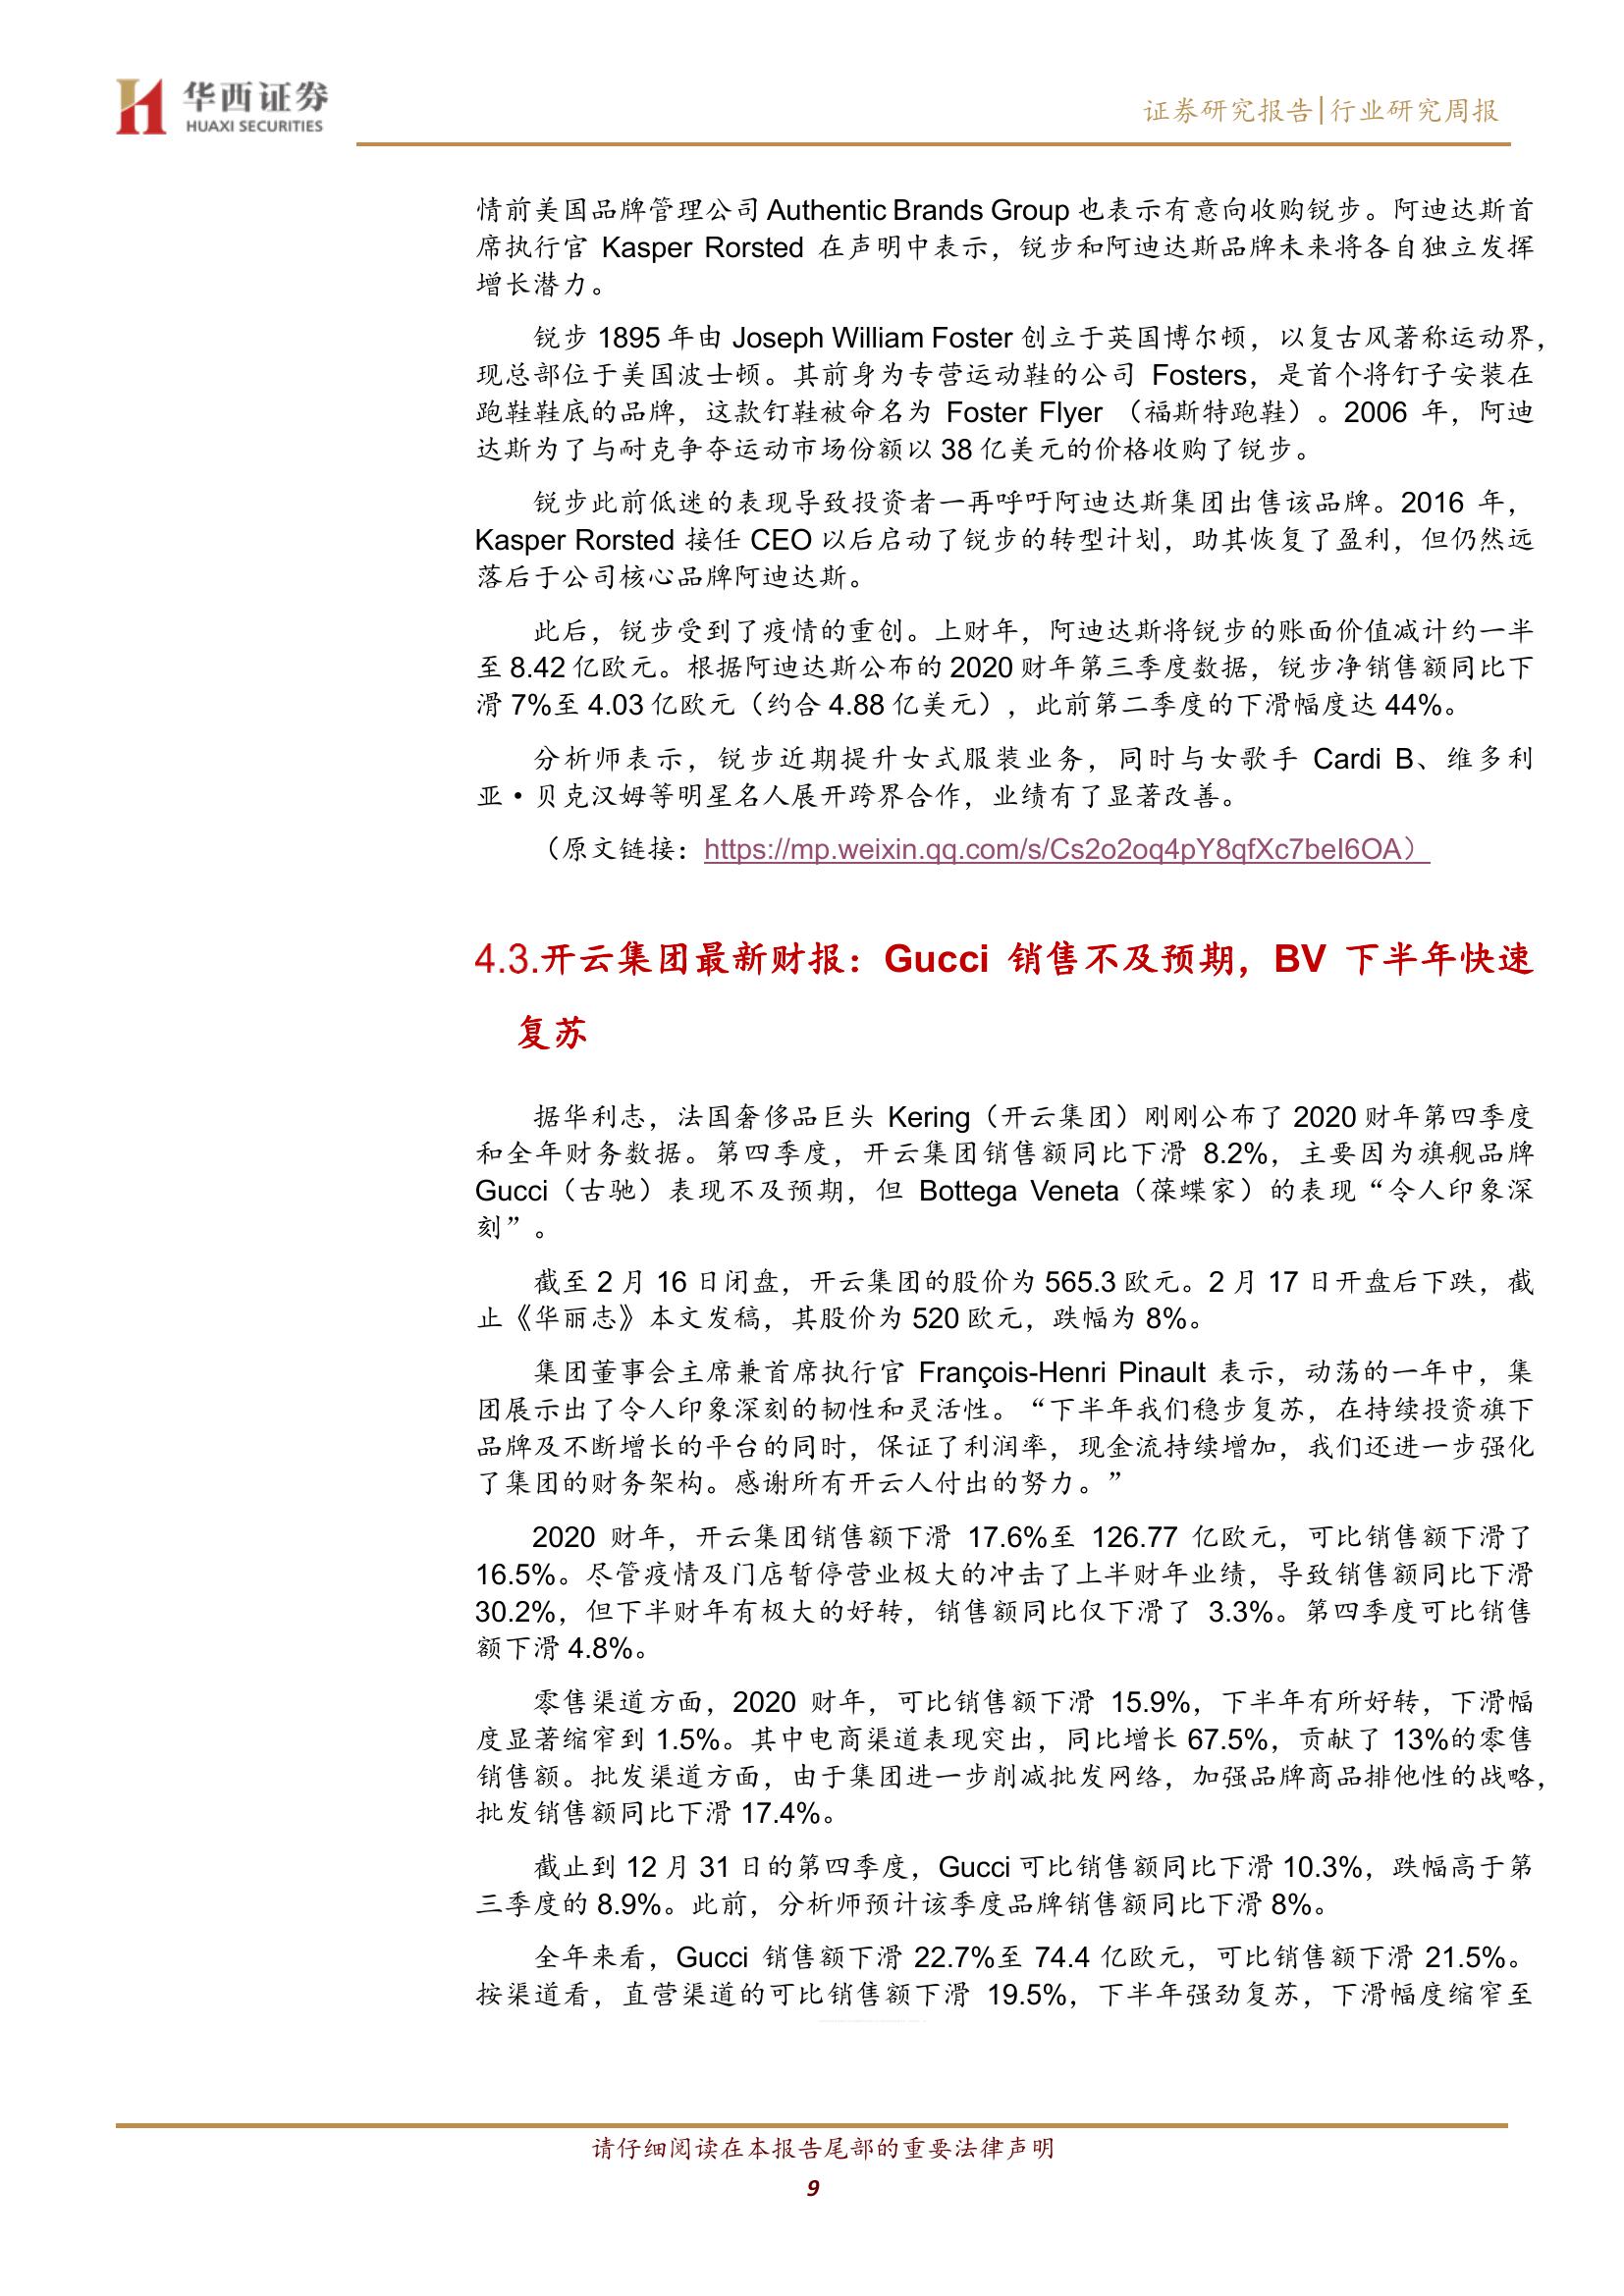 华西证券
HUAXI SECURITIES
证券研究报告|行业研究周报
情前美国品牌管理公司 Authentic Brands Group 也表示有意向收购锐步。阿迪达斯首
席执行官 Kasper Rorsted 在声明中表示，锐步和阿迪达斯品牌未来将各自独立发挥
增长潜力。
锐步 1895 年由 Joseph William Foster 创立于英国博尔顿，以复古风著称运动界，
现总部位于美国波士顿。其前身为专营运动鞋的公司 Fosters，是首个将钉子安装在
跑鞋鞋底的品牌，这款钉鞋被命名为 Foster Flyer （福斯特跑鞋）。2006 年，阿迪
达斯为了与耐克争夺运动市场份额以 38 亿美元的价格收购了锐步。
锐步此前低迷的表现导致投资者一再呼吁阿迪达斯集团出售该品牌。2016 年，
Kasper Rorsted 接任 CEO 以后启动了锐步的转型计划，助其恢复了盈利，但仍然远
落后于公司核心品牌阿迪达斯。
此后，锐步受到了疫情的重创。上财年，阿迪达斯将锐步的账面价值减计约一半
至 8.42 亿欧元。根据阿迪达斯公布的 2020 财年第三季度数据，锐步净销售额同比下
滑 7%至 4.03 亿欧元（约合 4.88 亿美元），此前第二季度的下滑幅度达 44%。
分析师表示，锐步近期提升女式服装业务，同时与女歌手 Cardi B、维多利
亚·贝克汉姆等明星名人展开跨界合作，业绩有了显著改善。
（原文链接：https://mp.weixin.qq.com/s/Cs2o2oq4pY8qfXc7beI6OA）
4.3.开云集团最新财报：Gucci 销售不及预期，BV 下半年快速
复苏
据华利志，法国奢侈品巨头 Kering（开云集团）刚刚公布了 2020 财年第四季度
和全年财务数据。第四季度，开云集团销售额同比下滑 8.2%，主要因为旗舰品牌
Gucci（古驰）表现不及预期，但 Bottega Veneta（葆蝶家）的表现“令人印象深
刻”。
截至 2 月 16 日闭盘，开云集团的股价为 565.3 欧元。2 月 17 日开盘后下跌，截
止《华丽志》本文发稿，其股价为 520 欧元，跌幅为 8%。
集团董事会主席兼首席执行官 François-Henri Pinault 表示，动荡的一年中，集
团展示出了令人印象深刻的韧性和灵活性。“下半年我们稳步复苏，在持续投资旗下
品牌及不断增长的平台的同时，保证了利润率，现金流持续增加，我们还进一步强化
了集团的财务架构。感谢所有开云人付出的努力。”
2020 财年，开云集团销售额下滑 17.6%至 126.77 亿欧元，可比销售额下滑了
16.5%。尽管疫情及门店暂停营业极大的冲击了上半财年业绩，导致销售额同比下滑
30.2%，但下半财年有极大的好转，销售额同比仅下滑了 3.3%。第四季度可比销售
额下滑 4.8%。
零售渠道方面，2020 财年，可比销售额下滑 15.9%，下半年有所好转，下滑幅
度显著缩窄到 1.5%。其中电商渠道表现突出，同比增长 67.5%，贡献了 13%的零售
销售额。批发渠道方面，由于集团进一步削减批发网络，加强品牌商品排他性的战略，
批发销售额同比下滑 17.4%。
截止到 12 月 31 日的第四季度，Gucci 可比销售额同比下滑 10.3%，跌幅高于第
三季度的 8.9%。此前，分析师预计该季度品牌销售额同比下滑 8%。
全年来看，Gucci 销售额下滑 22.7%至 74.4 亿欧元，可比销售额下滑 21.5%。
按渠道看，直营渠道的可比销售额下滑 19.5%，下半年强劲复苏，下滑幅度缩窄至
请仔细阅读在本报告尾部的重要法律声明
9